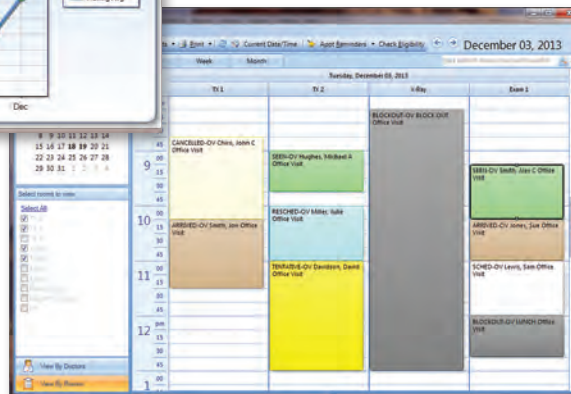 Dec
Print
Current Date/Time
Appt Reminders
Check Eligibility
December 03, 2013
Week
Month
Tuesday, December 03, 2013
TX 1
TX 2
X-Ray
Exam 1
8 9 10 11 12 13 14
15 16 17 18 19 20 21
22 23 24 25 26 27 28
29 30 31 1 2 3 4
Select rooms to view
Select All
View By Doctors
View By Rooms
45
9 00
15
30
45
10 00
15
30
45
11 00
15
30
45
12 pm
15
30
45
1 00
CANCELLED-OV Chiro, John C
Office Visit
ARRIVED-OV Smith, Jon Office
Visit
SEEN-OV Hughes, Michael A
Office Visit
RESCHED-OV Miller, Julie
Office Visit
TENTATIVE-OV Davidson, David
Office Visit
BLOCKOUT-OV BLOCK OUT
Office Visit
SEEN-OV Smith, Alex C Office
Visit
ARRIVED-OV Jones, Sue Office
Visit
SCHED-OV Lewis, Sam Office
Visit
BLOCKOUT-OV LUNCH Office
Visit